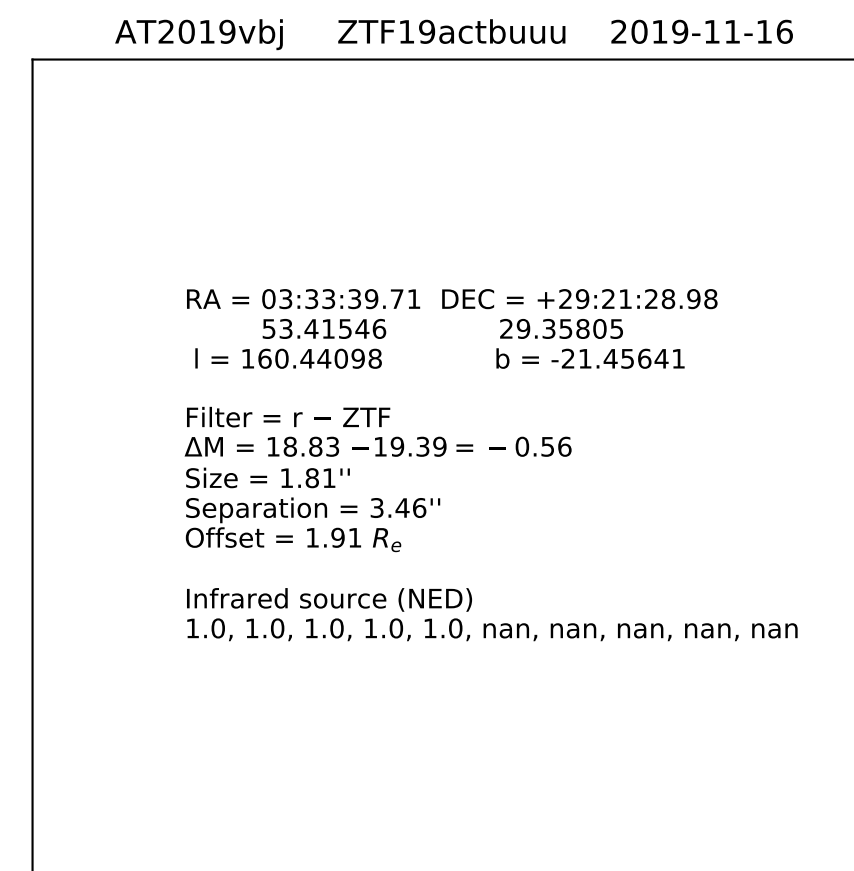 AT2019vbj ZTF19actbuuu 2019-11-16
RA = 03:33:39.71 DEC = +29:21:28.98
53.41546 29.35805
l = 160.44098 b = -21.45641
Filter = r − ZTF
ΔM = 18.83 −19.39 = − 0.56
Size = 1.81''
Separation = 3.46''
Offset = 1.91 Re
Infrared source (NED)
1.0, 1.0, 1.0, 1.0, 1.0, nan, nan, nan, nan, nan